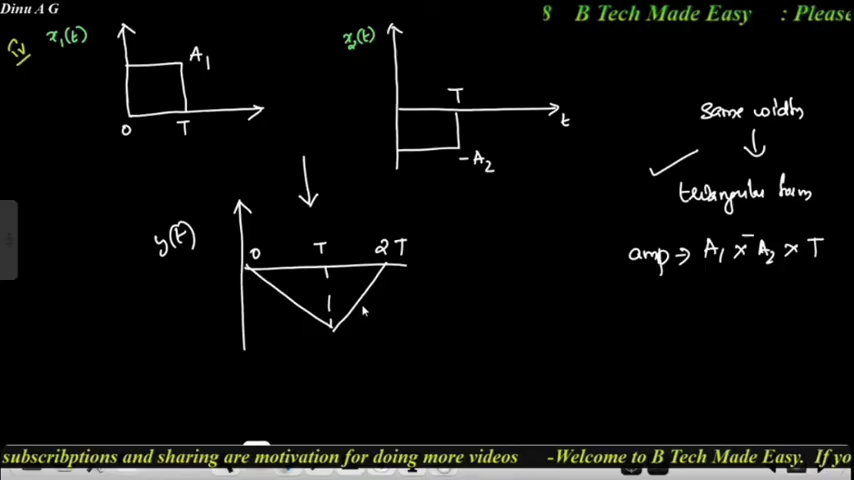 Dinu A G
8 B Tech Made Easy : Please
iv x₁(t)
A₁
0 T
x₂(t)
T
t
-A₂
same width
triangular form
amp ⇒ A₁ x -A₂ x T
y(t)
0 T 2T
subscribptions and sharing are motivation for doing more videos -Welcome to B Tech Made Easy. If yo